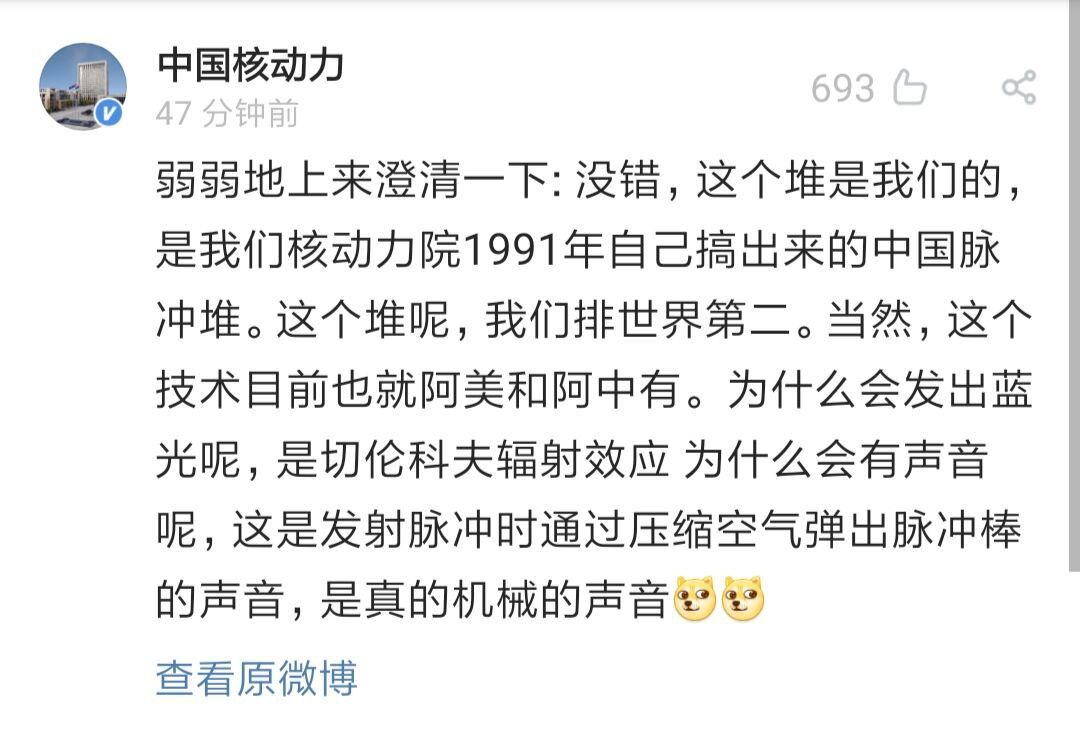 中国核动力
47 分钟前
693
弱弱地上来澄清一下: 没错，这个堆是我们的，
是我们核动力院1991年自己搞出来的中国脉
冲堆。这个堆呢，我们排世界第二。当然，这个
技术目前也就阿美和阿中有。为什么会发出蓝
光呢，是切伦科夫辐射效应 为什么会有声音
呢，这是发射脉冲时通过压缩空气弹出脉冲棒
的声音，是真的机械的声音
查看原微博